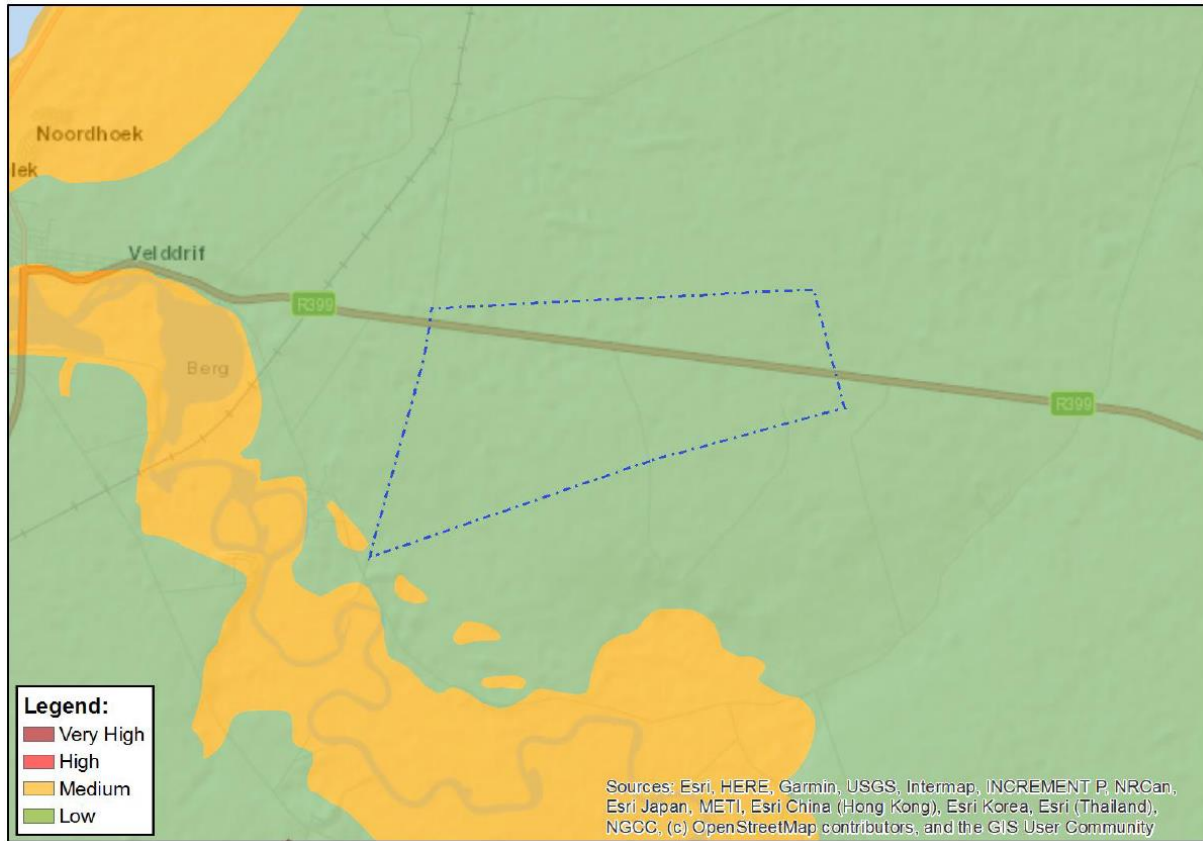 Noordhoek
lek
Velddrif
R399
Berg
R399
Legend:
Very High
High
Medium
Low
Sources: Esri, HERE, Garmin, USGS, Intermap, INCREMENT P, NRCan,
Esri Japan, METI, Esri China (Hong Kong), Esri Korea, Esri (Thailand),
NGCC, (c) OpenStreetMap contributors, and the GIS User Community